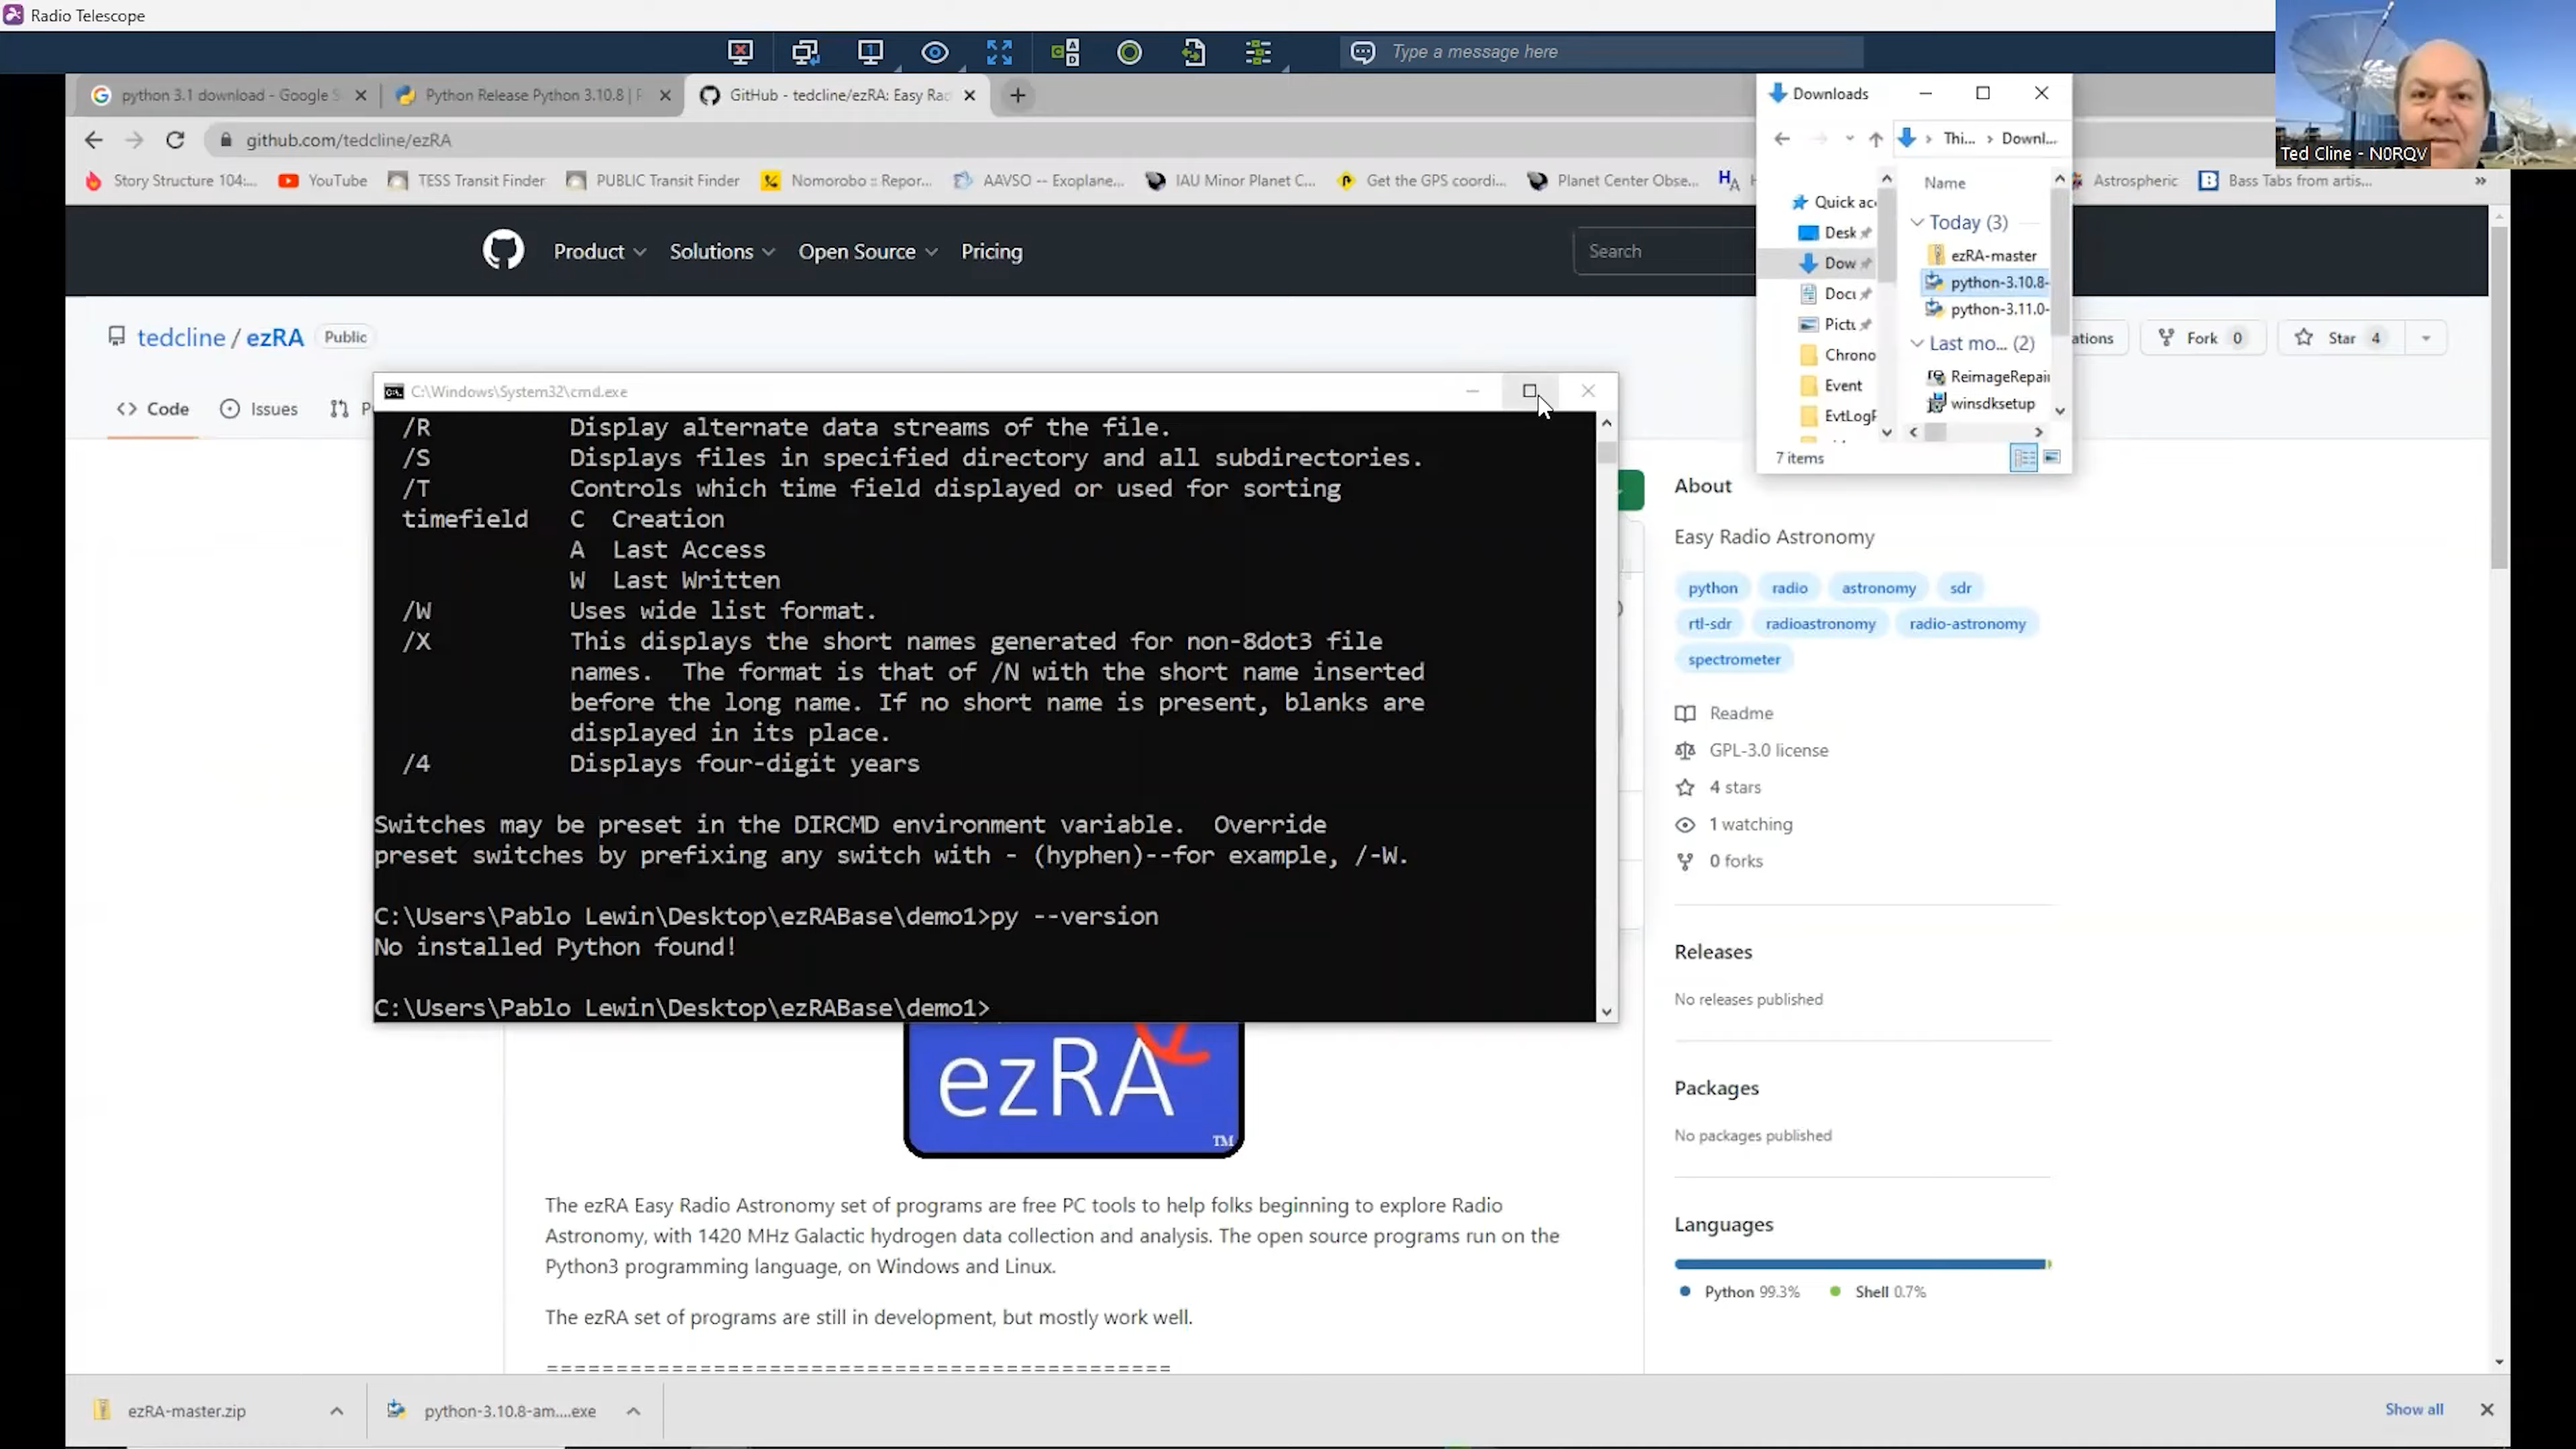 Radio Telescope
Type a message here
Ted Cline - N0RQV
python 3.1 download - Google S
Python Release Python 3.10.8 | P
GitHub - tedcline/ezRA: Easy Rad
github.com/tedcline/ezRA
Story Structure 104:...
YouTube
TESS Transit Finder
PUBLIC Transit Finder
Nomorobo :: Repor...
AAVSO -- Exoplane...
IAU Minor Planet C...
Get the GPS coordi...
Planet Center Obse...
Astrospheric
Bass Tabs from artis...
Product
Solutions
Open Source
Pricing
Search
tedcline / ezRA
Public
Fork 0
Star 4
Code
Issues
Downloads
Thi... > Downl...
Name
Quick ac
Desk
Dow
Docu
Pictu
Chrono
Event
EvtLogP
Today (3)
ezRA-master
python-3.10.8-
python-3.11.0-
Last mo... (2)
ReimageRepair
winsdksetup
7 items
C:\Windows\System32\cmd.exe
/R Display alternate data streams of the file.
/S Displays files in specified directory and all subdirectories.
/T Controls which time field displayed or used for sorting
timefield C Creation
A Last Access
W Last Written
/W Uses wide list format.
/X This displays the short names generated for non-8dot3 file
names. The format is that of /N with the short name inserted
before the long name. If no short name is present, blanks are
displayed in its place.
/4 Displays four-digit years
Switches may be preset in the DIRCMD environment variable. Override
preset switches by prefixing any switch with - (hyphen)--for example, /-W.
C:\Users\Pablo Lewin\Desktop\ezRABase\demo1>py --version
No installed Python found!
C:\Users\Pablo Lewin\Desktop\ezRABase\demo1>
About
Easy Radio Astronomy
python radio astronomy sdr
rtl-sdr radioastronomy radio-astronomy
spectrometer
Readme
GPL-3.0 license
4 stars
1 watching
0 forks
Releases
No releases published
Packages
No packages published
Languages
Python 99.3% Shell 0.7%
ezRA
TM
The ezRA Easy Radio Astronomy set of programs are free PC tools to help folks beginning to explore Radio
Astronomy, with 1420 MHz Galactic hydrogen data collection and analysis. The open source programs run on the
Python3 programming language, on Windows and Linux.
The ezRA set of programs are still in development, but mostly work well.
=============================================
ezRA-master.zip
python-3.10.8-am....exe
Show all